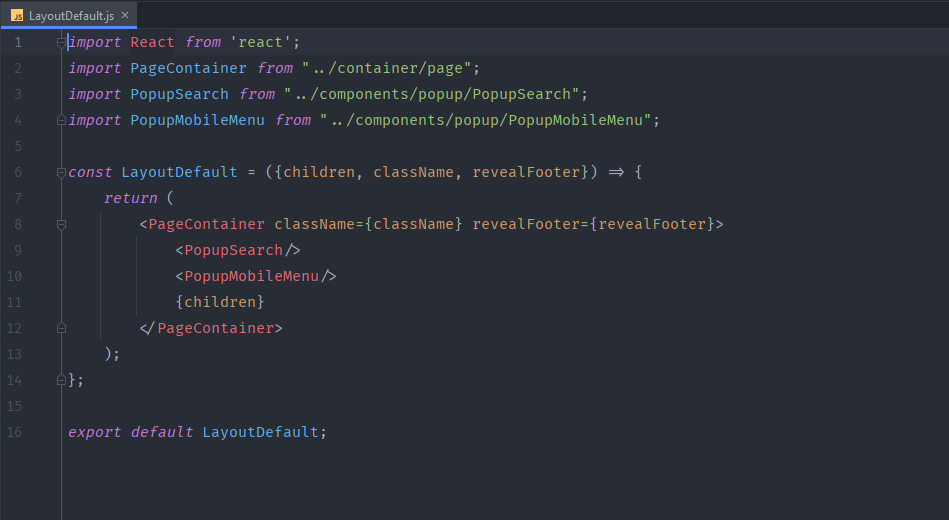 LayoutDefault.js ×
1 import React from 'react';
2 import PageContainer from "../container/page";
3 import PopupSearch from "../components/popup/PopupSearch";
4 import PopupMobileMenu from "../components/popup/PopupMobileMenu";
5
6 const LayoutDefault = ({children, className, revealFooter}) => {
7     return (
8         <PageContainer className={className} revealFooter={revealFooter}>
9             <PopupSearch/>
10             <PopupMobileMenu/>
11             {children}
12         </PageContainer>
13     );
14 };
15
16 export default LayoutDefault;